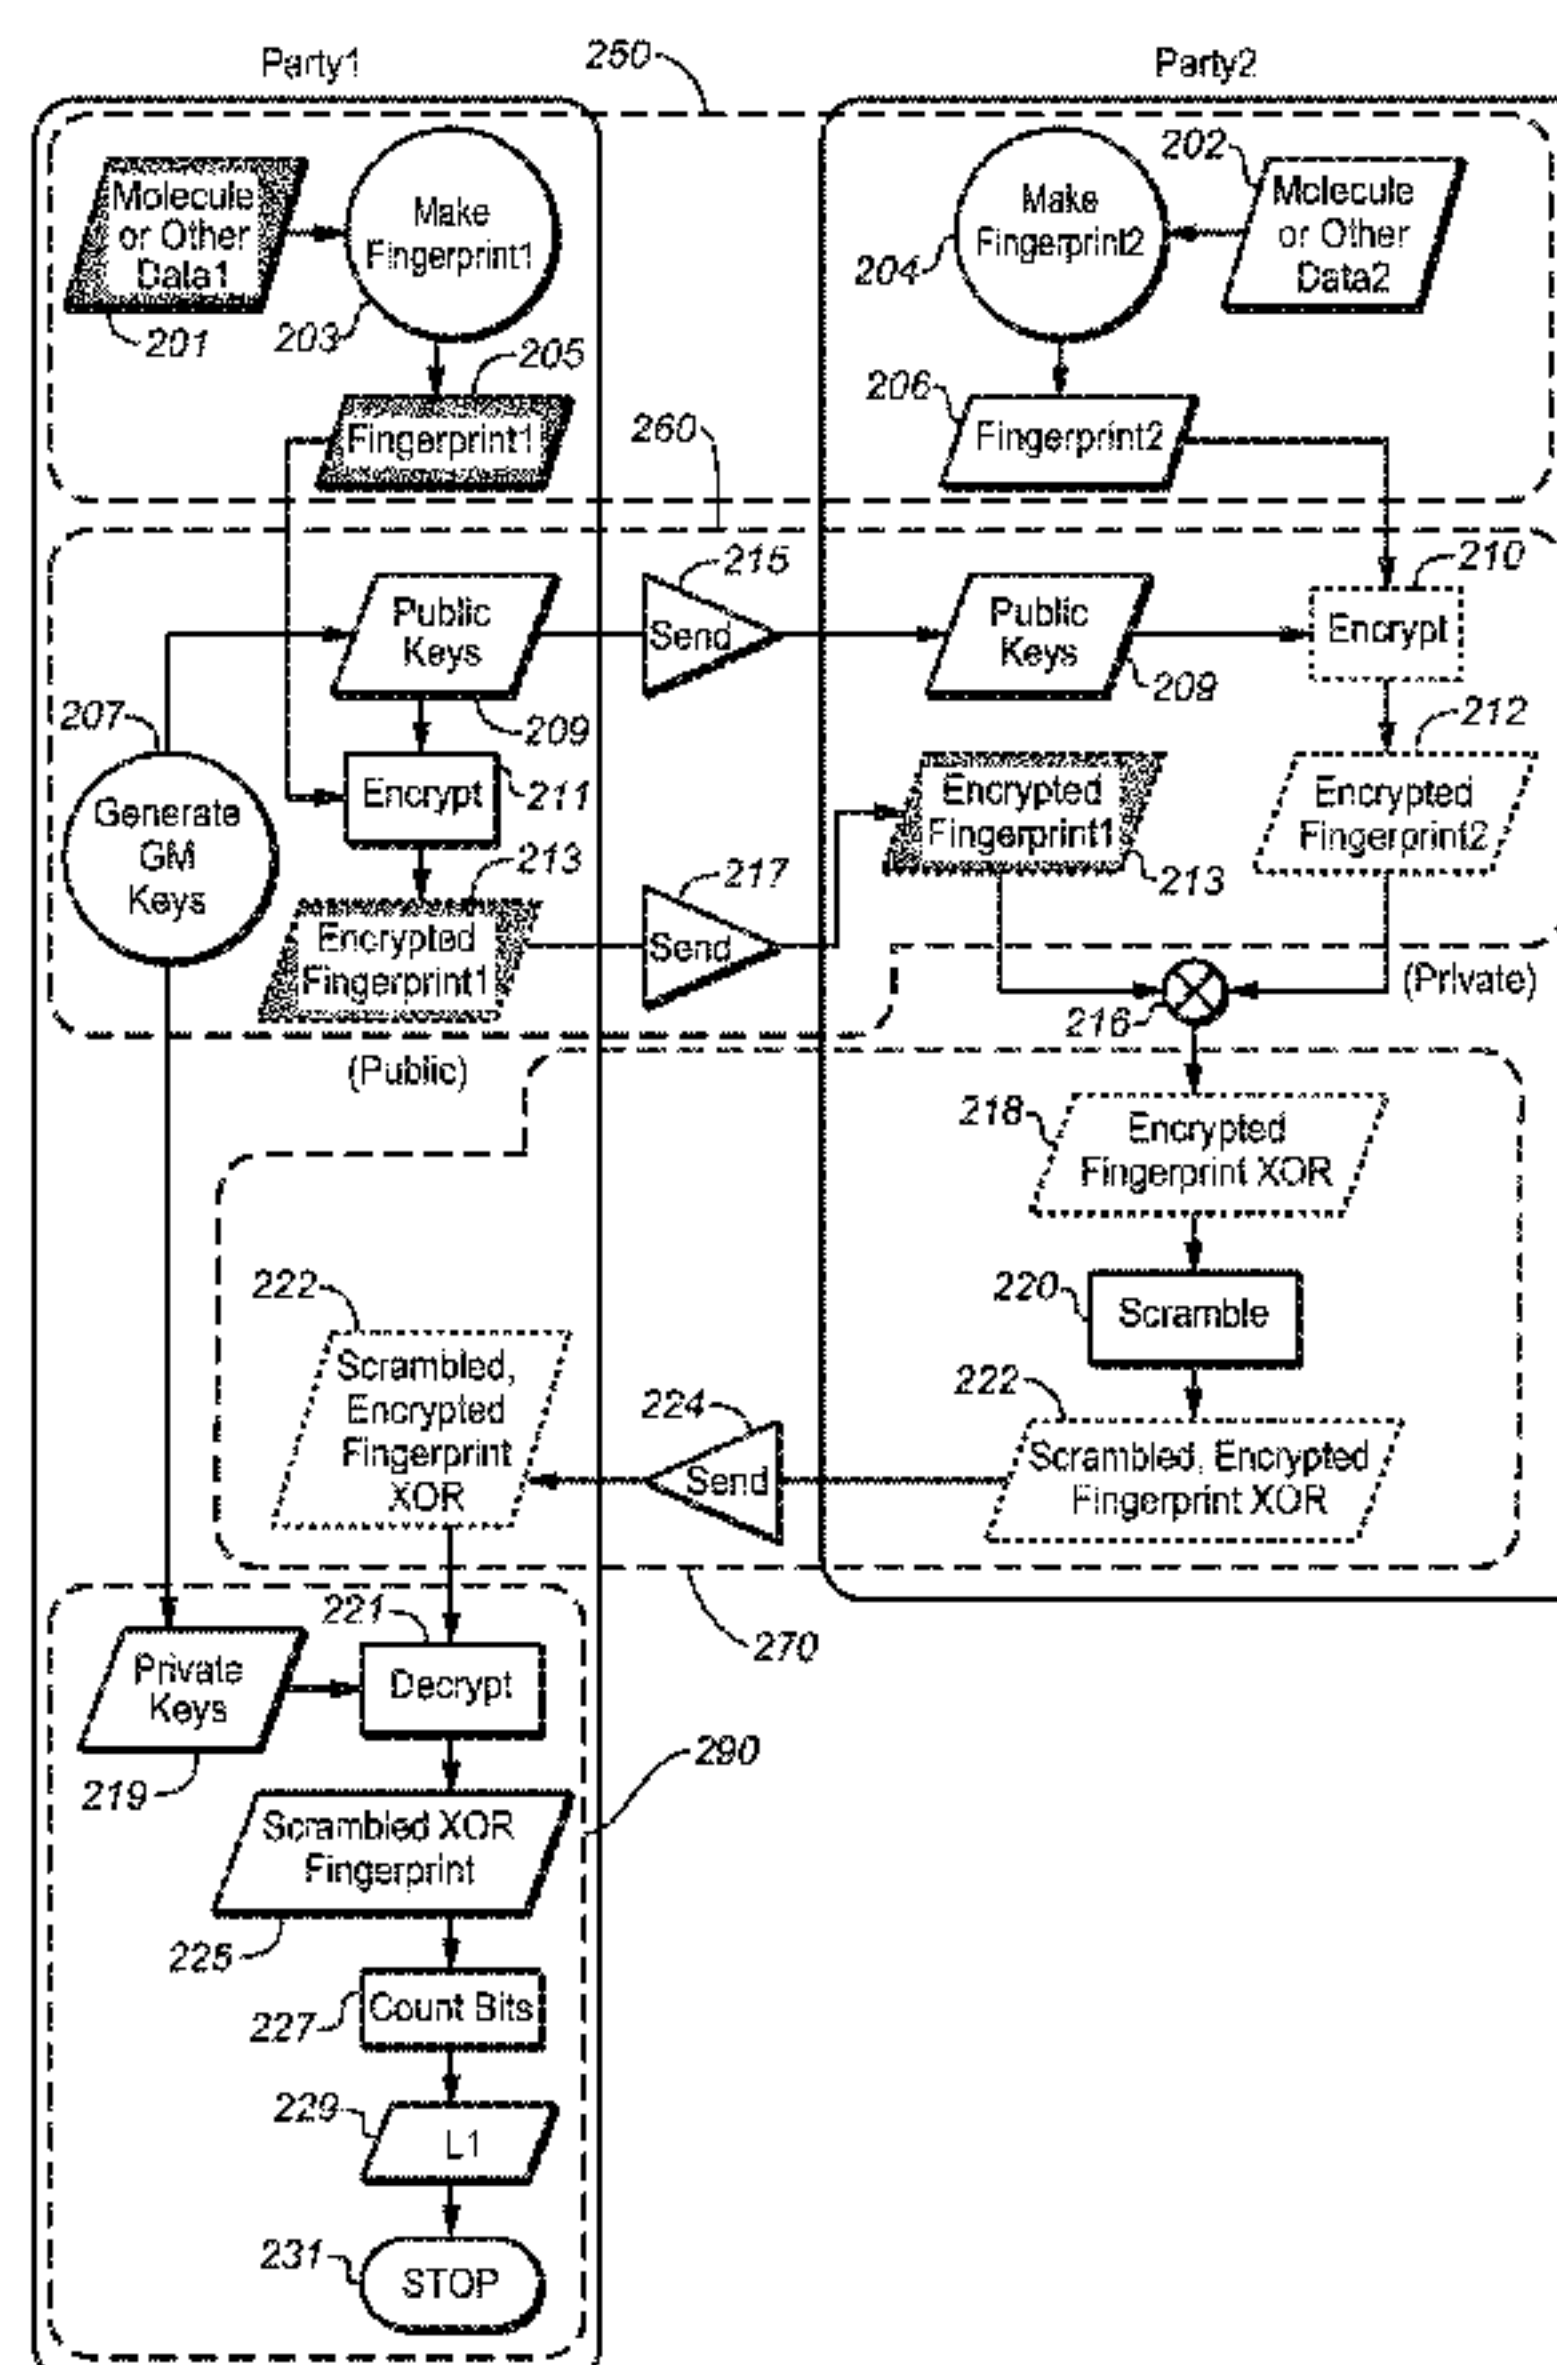 Party1
250
Party2
Molecule
or Other
Data1
201
Make
Fingerprint1
203
Make
Fingerprint2
204
202
Molecule
or Other
Data2
205
Fingerprint1
206
Fingerprint2
260
Public
Keys
209
215
Send
Public
Keys
209
210
Encrypt
207
Generate
GM
Keys
Encrypt
211
212
Encrypted
Fingerprint2
Encrypted
Fingerprint1
213
213
Encrypted
Fingerprint1
217
Send
216
(Private)
(Public)
218
Encrypted
Fingerprint XOR
220
Scramble
222
Scrambled,
Encrypted
Fingerprint
XOR
224
Send
222
Scrambled, Encrypted
Fingerprint XOR
270
221
Private
Keys
219
Decrypt
290
Scrambled XOR
Fingerprint
225
Count Bits
227
229
L1
231
STOP